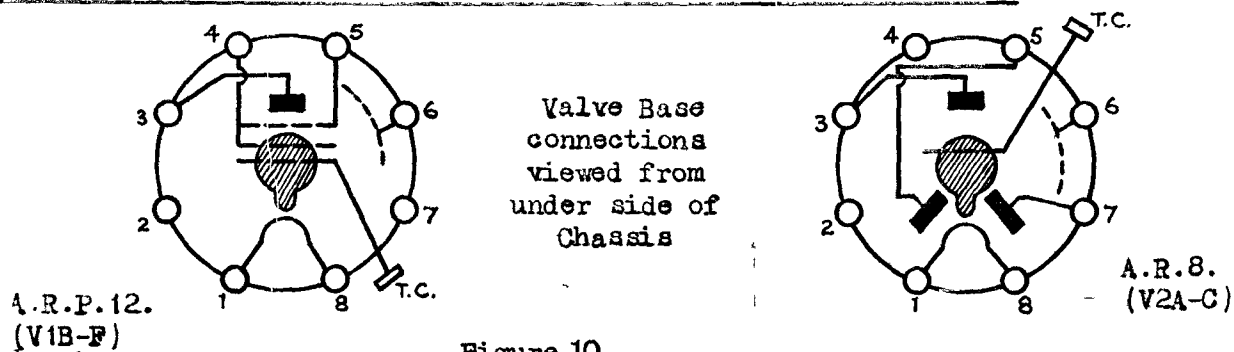 4
5
3
6
2
7
1
8
T.C.
A.R.P.12.
(V1B-F)
Valve Base
connections
viewed from
under side of
Chassis
4
5
T.C.
3
6
2
7
1
8
A.R.8.
(V2A-C)
Figure 10